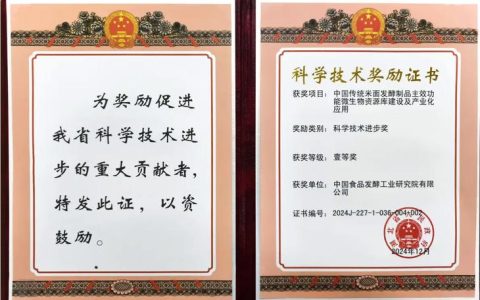 为奖励促进
我省科学技术进
步的重大贡献者，
特发此证，以资
鼓励。
科学技术奖励证书
获奖项目：中国传统米面发酵制品主效功
能微生物资源库建设及产业化
应用
奖励类别：科学技术进步奖
获奖等级：壹等奖
获奖单位：中国食品发酵工业研究院有限
公司
证书编号：2024J-227-1-036-004-D02
2024年12月